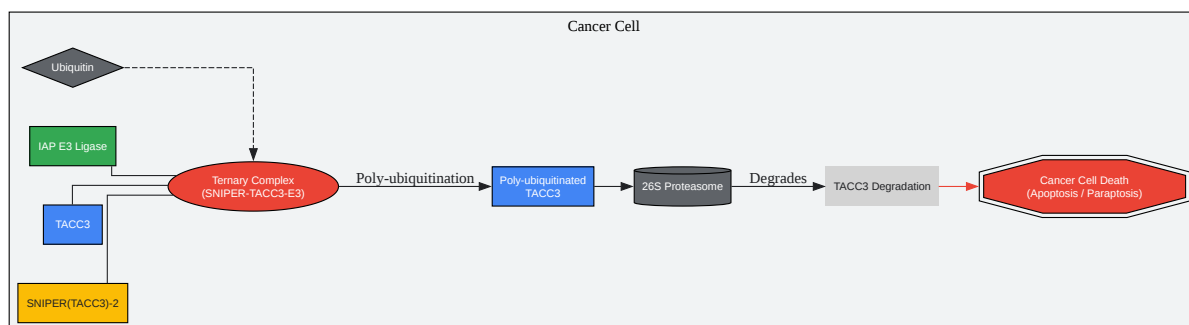 Cancer Cell
Ubiquitin
IAP E3 Ligase
TACC3
SNIPER(TACC3)-2
Ternary Complex
(SNIPER-TACC3-E3)
Poly-ubiquitination
Poly-ubiquitinated
TACC3
26S Proteasome
Degrades
TACC3 Degradation
Cancer Cell Death
(Apoptosis / Paraptosis)